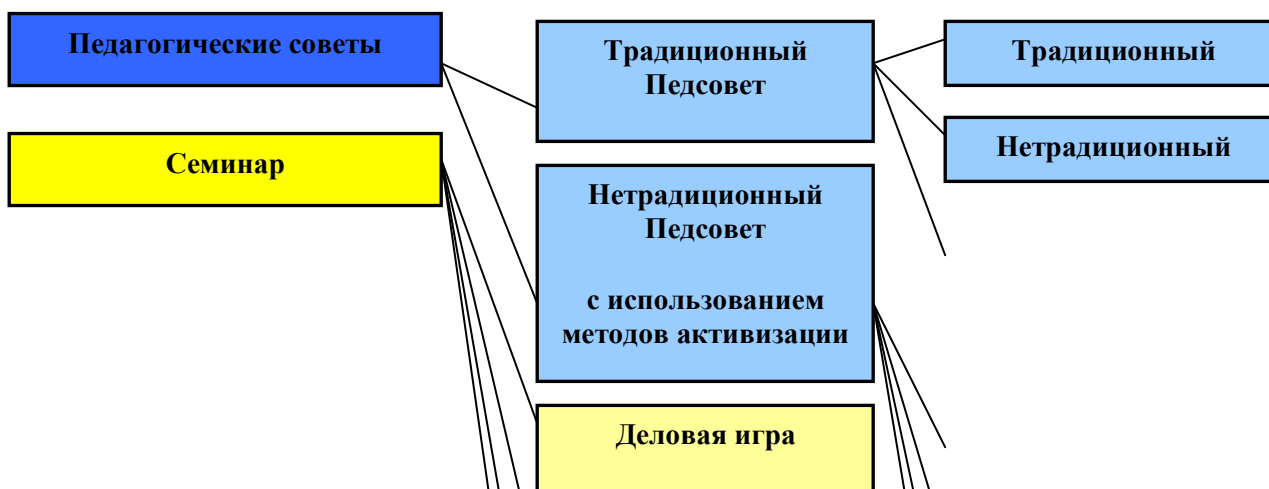 Педагогические советы
Семинар
Традиционный
Педсовет
Нетрадиционный
Педсовет
с использованием
методов активизации
Деловая игра
Традиционный
Нетрадиционный